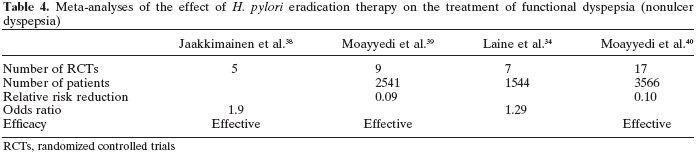 Table 4. Meta-analyses of the effect of H. pylori eradication therapy on the treatment of functional dyspepsia (nonulcer
dyspepsia)
Jaakkimainen et al.³⁸ Moayyedi et al.³⁹ Laine et al.³⁴ Moayyedi et al.⁴⁰
Number of RCTs 5 9 7 17
Number of patients 2541 1544 3566
Relative risk reduction 0.09 0.10
Odds ratio 1.9 1.29
Efficacy Effective Effective Effective
RCTs, randomized controlled trials